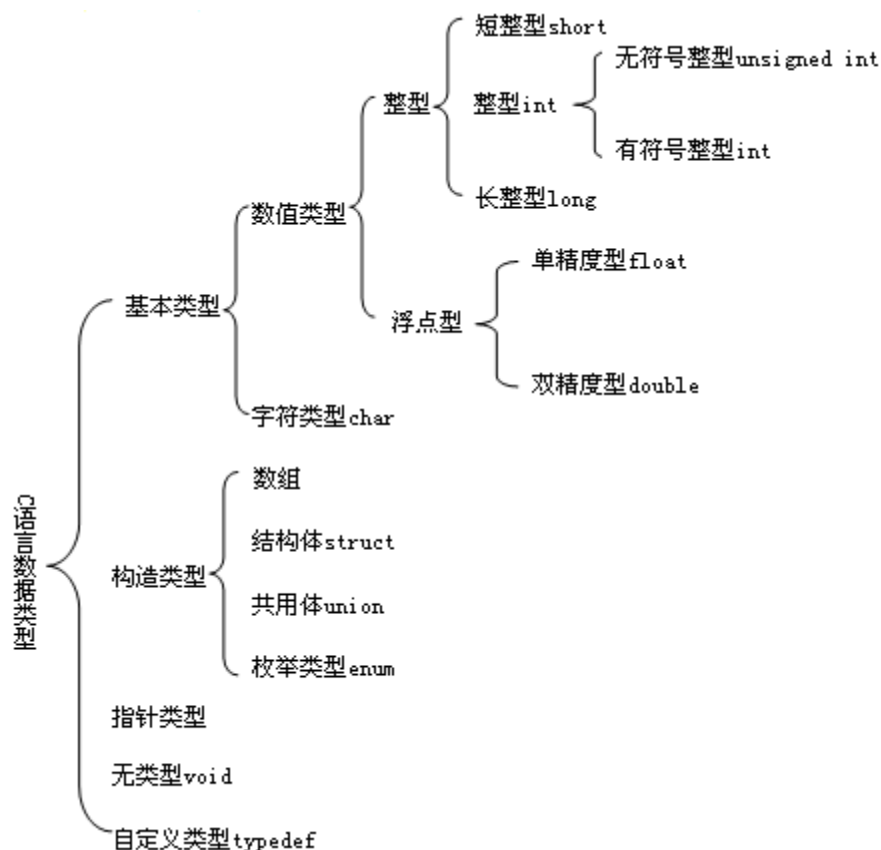 短整型short
无符号整型unsigned int
整型
整型int
有符号整型int
长整型long
数值类型
单精度型float
基本类型
浮点型
双精度型double
字符类型char
数组
C语言数据类型
结构体struct
构造类型
共用体union
枚举类型enum
指针类型
无类型void
自定义类型typedef